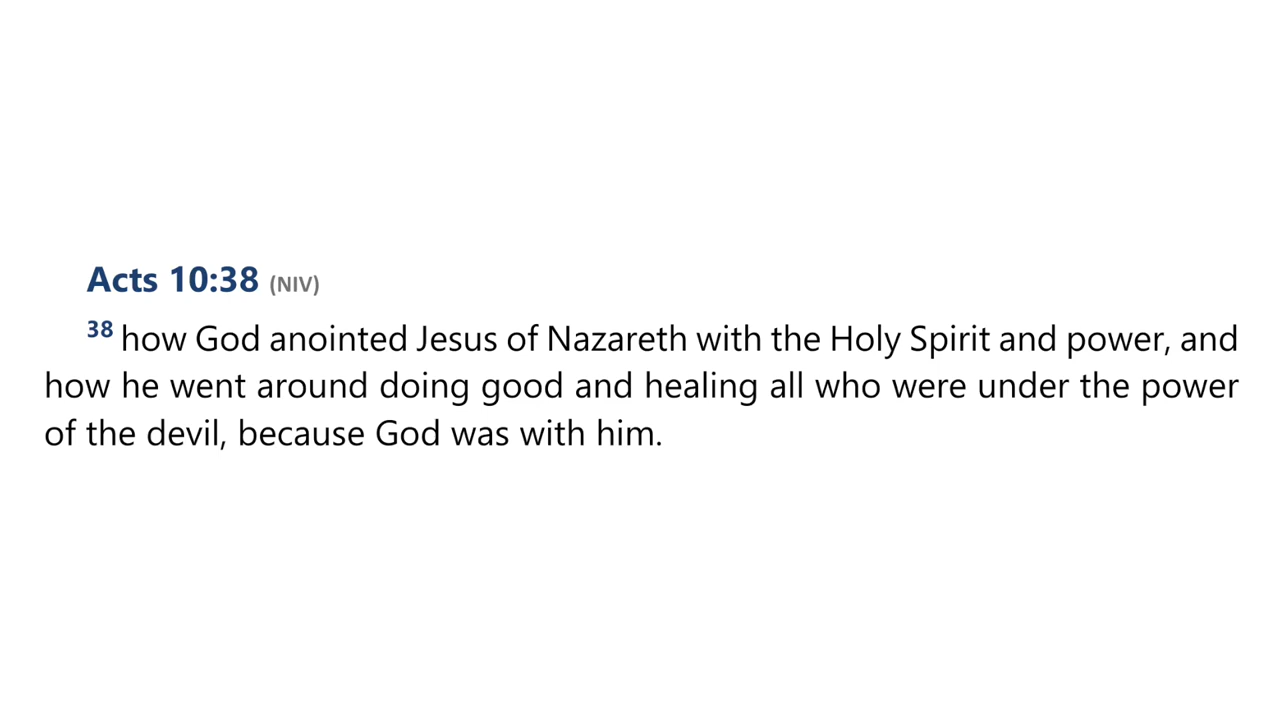 Acts 10:38 (NIV)
38 how God anointed Jesus of Nazareth with the Holy Spirit and power, and
how he went around doing good and healing all who were under the power
of the devil, because God was with him.